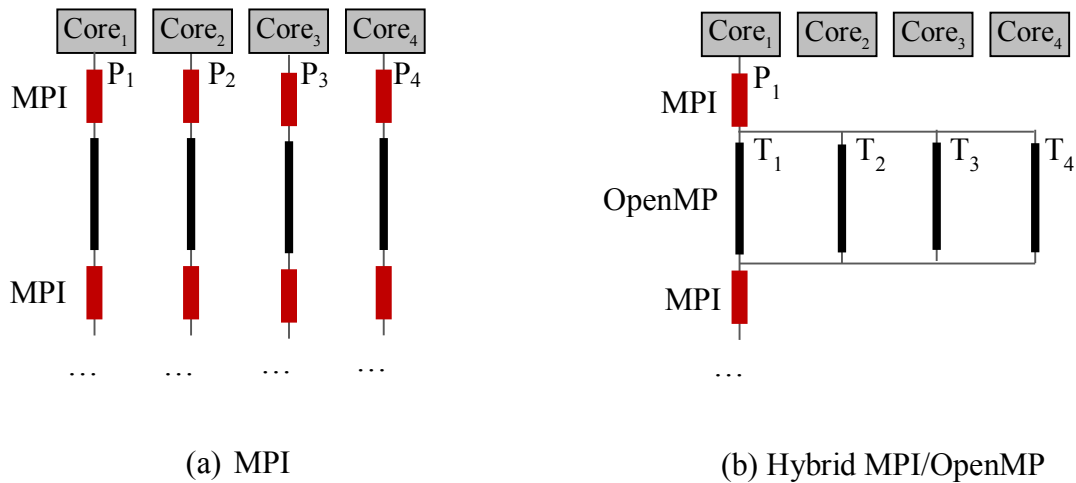 Core₁ Core₂ Core₃ Core₄
P₁ P₂ P₃ P₄
MPI
MPI
… … … …
(a) MPI
Core₁ Core₂ Core₃ Core₄
P₁
MPI
T₁ T₂ T₃ T₄
OpenMP
MPI
…
(b) Hybrid MPI/OpenMP